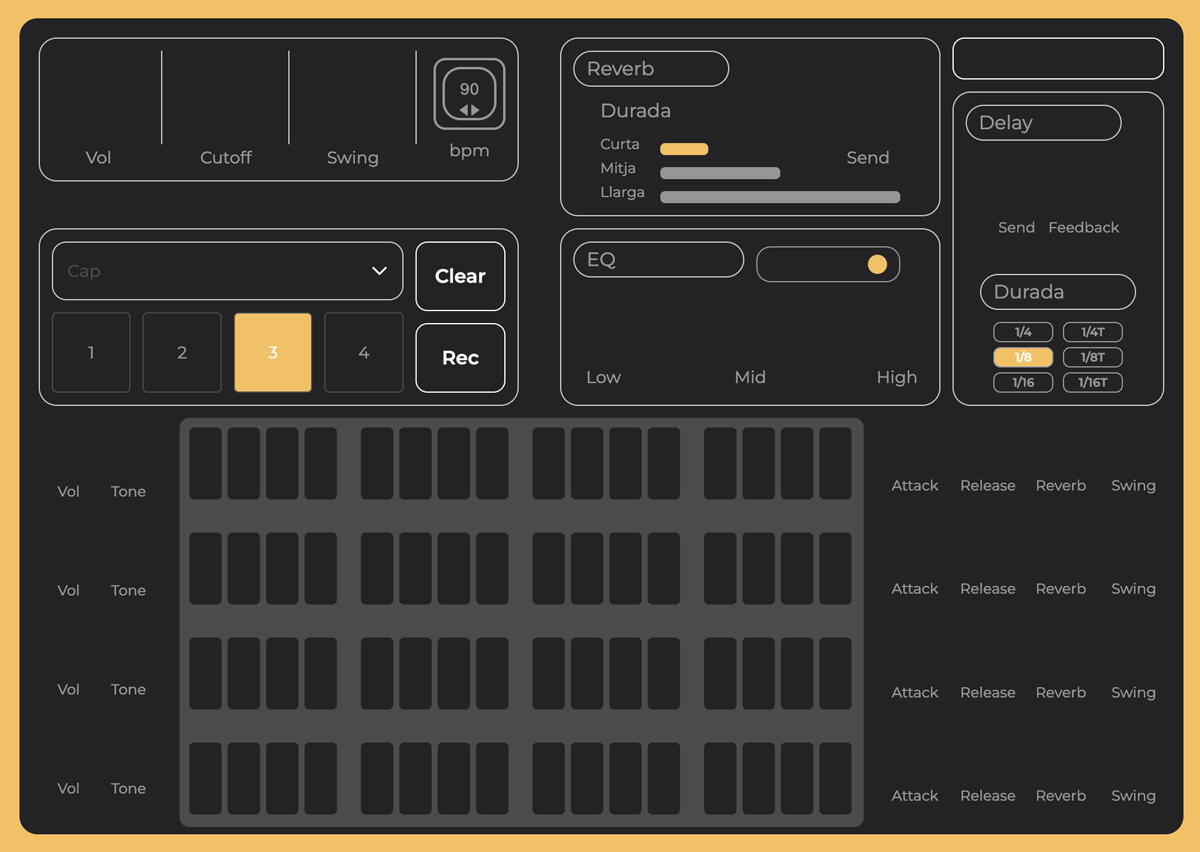 Vol Cutoff Swing
90
bpm
Reverb
Durada
Curta
Mitja
Llarga
Send
Delay
Send Feedback
Durada
1/4 1/4T
1/8 1/8T
1/16 1/16T
Cap
Clear
1 2 3 4
Rec
EQ
Low Mid High
Vol Tone
Attack Release Reverb Swing
Vol Tone
Attack Release Reverb Swing
Vol Tone
Attack Release Reverb Swing
Vol Tone
Attack Release Reverb Swing